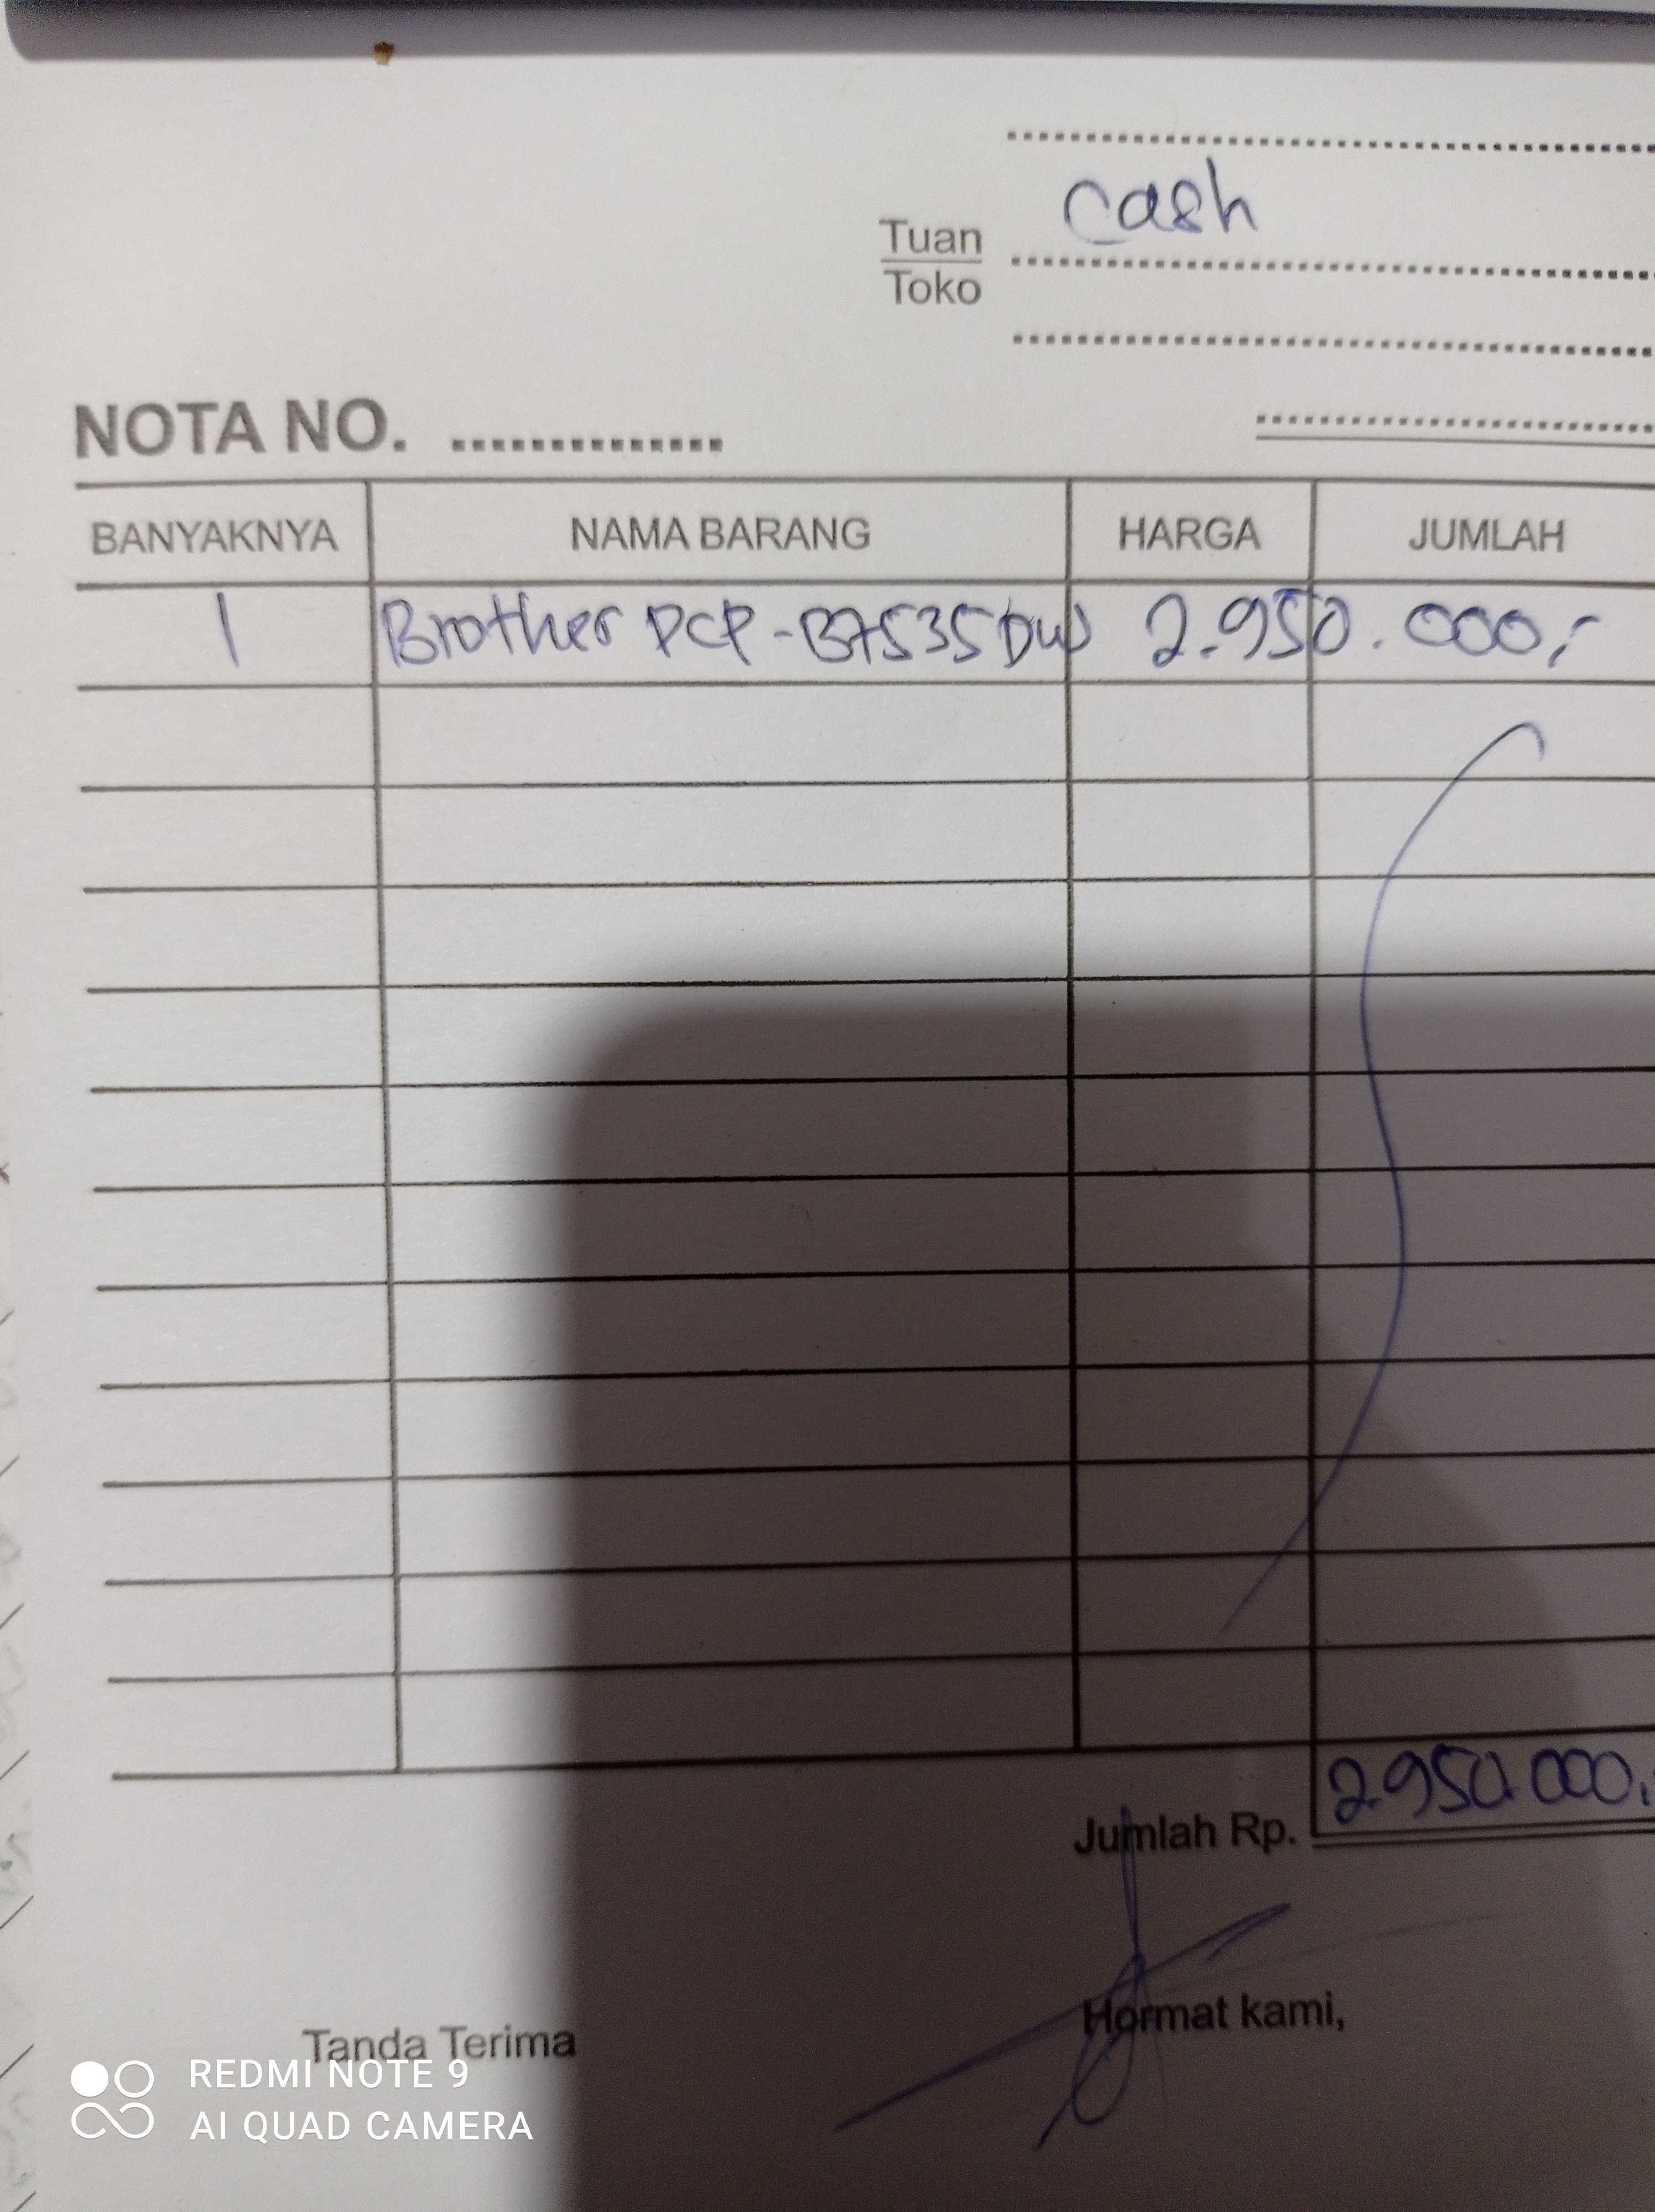 cash
Tuan
Toko
NOTA NO. ..............
BANYAKNYA NAMA BARANG HARGA JUMLAH
1 Brother DCP-B7535DW 2.950.000,-
Jumlah Rp. 2.950.000,
Tanda Terima Hormat kami,
REDMI NOTE 9
AI QUAD CAMERA